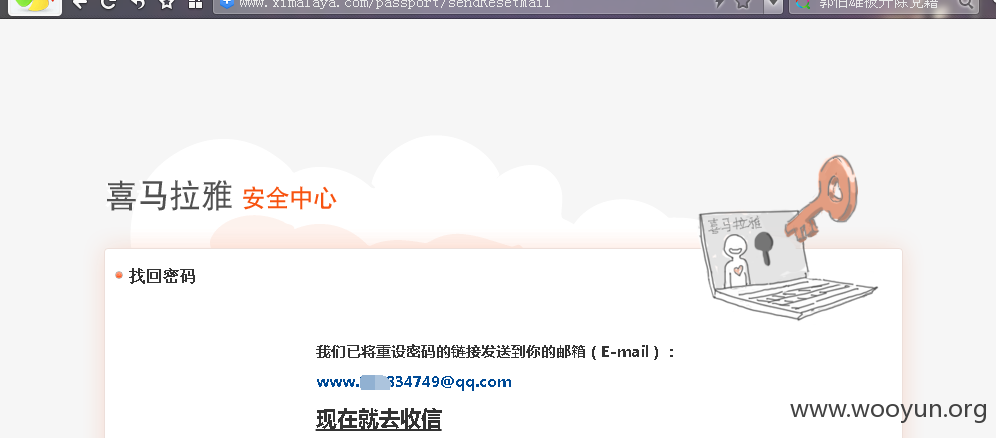 www.ximalaya.com/passport/sendResetMail
郭伯雄被开除党籍
喜马拉雅 安全中心
喜马拉雅
找回密码
我们已将重设密码的链接发送到你的邮箱（E-mail）：
www.834749@qq.com
现在就去收信
www.wooyun.org